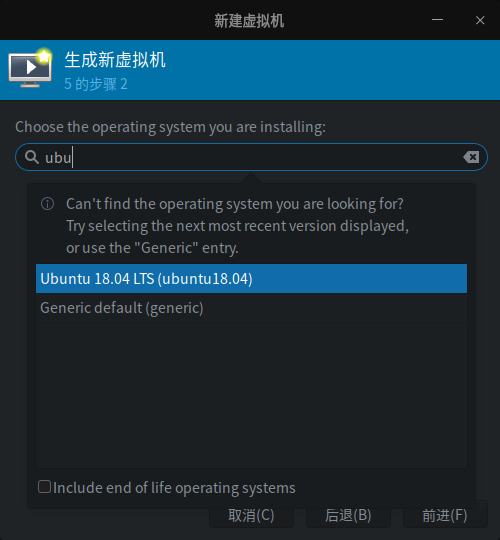 新建虚拟机
生成新虚拟机
5 的步骤 2
Choose the operating system you are installing:
ubu
Can't find the operating system you are looking for?
Try selecting the next most recent version displayed,
or use the "Generic" entry.
Ubuntu 18.04 LTS (ubuntu18.04)
Generic default (generic)
Include end of life operating systems
取消(C)
后退(B)
前进(F)